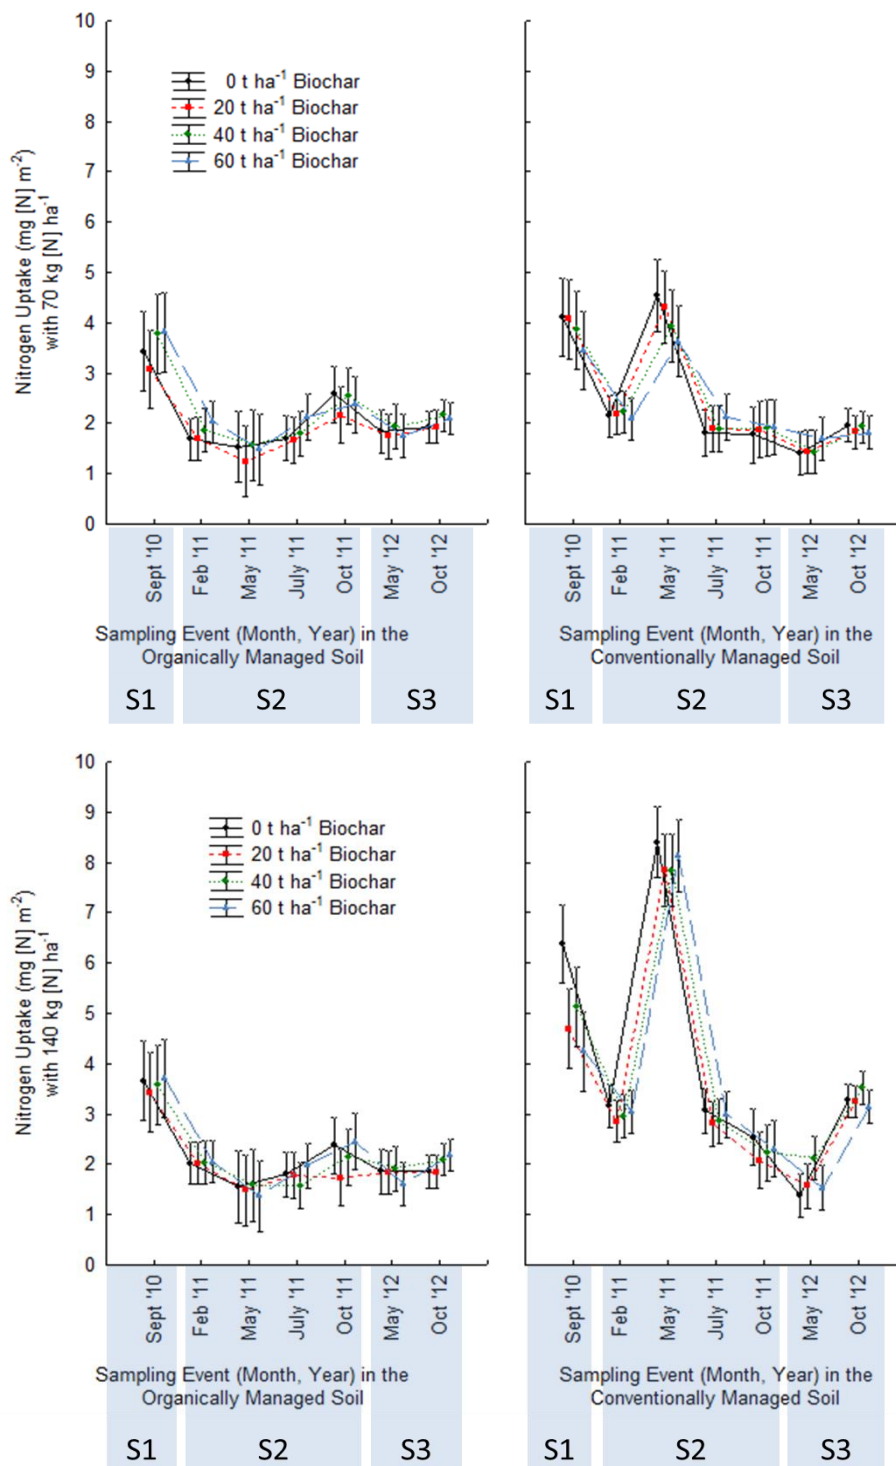 10
9
8
7
6
5
4
3
2
1
0
Nitrogen Uptake (mg [N] m⁻²)
with 70 kg [N] ha⁻¹
0 t ha⁻¹ Biochar
20 t ha⁻¹ Biochar
40 t ha⁻¹ Biochar
60 t ha⁻¹ Biochar
Sept '10
Feb '11
May '11
July '11
Oct '11
May '12
Oct '12
Sampling Event (Month, Year) in the
Organically Managed Soil
S1
S2
S3
Sept '10
Feb '11
May '11
July '11
Oct '11
May '12
Oct '12
Sampling Event (Month, Year) in the
Conventionally Managed Soil
S1
S2
S3
10
9
8
7
6
5
4
3
2
1
0
Nitrogen Uptake (mg [N] m⁻²)
with 140 kg [N] ha⁻¹
0 t ha⁻¹ Biochar
20 t ha⁻¹ Biochar
40 t ha⁻¹ Biochar
60 t ha⁻¹ Biochar
Sept '10
Feb '11
May '11
July '11
Oct '11
May '12
Oct '12
Sampling Event (Month, Year) in the
Organically Managed Soil
S1
S2
S3
Sept '10
Feb '11
May '11
July '11
Oct '11
May '12
Oct '12
Sampling Event (Month, Year) in the
Conventionally Managed Soil
S1
S2
S3